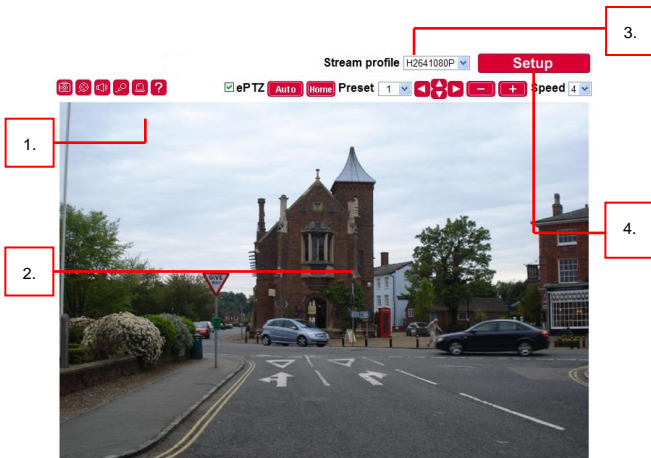 3.
Stream profile H2641080P Setup
? ePTZ Auto Home Preset 1 − + Speed 4
1.
2.
4.
GIVE WAY